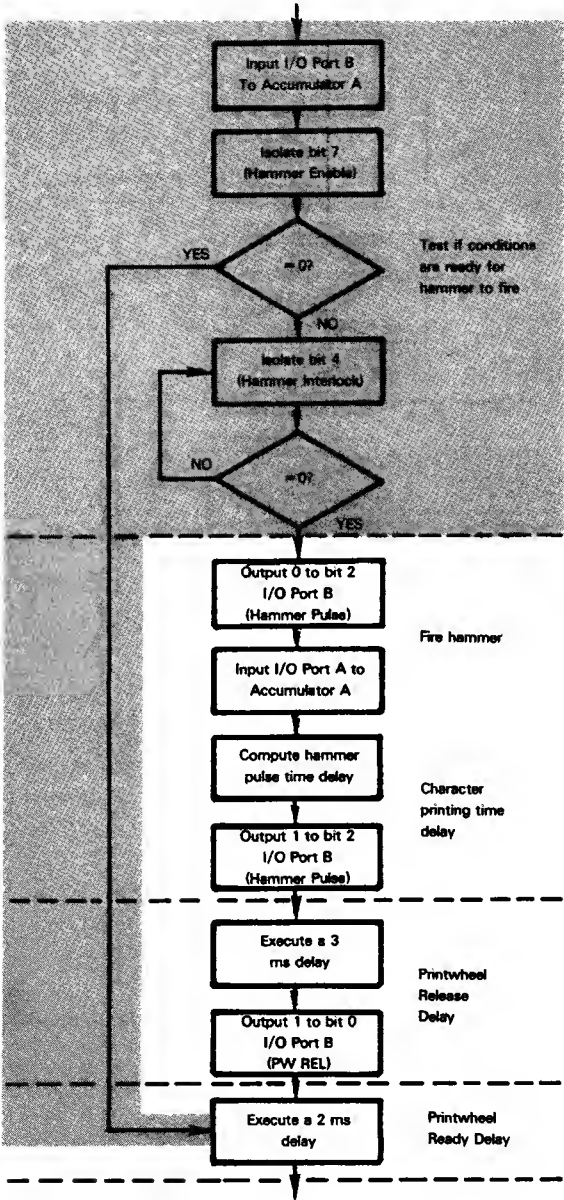 Input I/O Port B
To Accumulator A
Isolate bit 7
(Hammer Enable)
YES
= 0?
Test if conditions
are ready for
hammer to fire
NO
Isolate bit 4
(Hammer Interlock)
NO
= 0?
YES
Output 0 to bit 2
I/O Port B
(Hammer Pulse)
Fire hammer
Input I/O Port A to
Accumulator A
Compute hammer
pulse time delay
Character
printing time
delay
Output 1 to bit 2
I/O Port B
(Hammer Pulse)
Execute a 3
ms delay
Printwheel
Release
Delay
Output 1 to bit 0
I/O Port B
(PW REL)
Execute a 2 ms
delay
Printwheel
Ready Delay